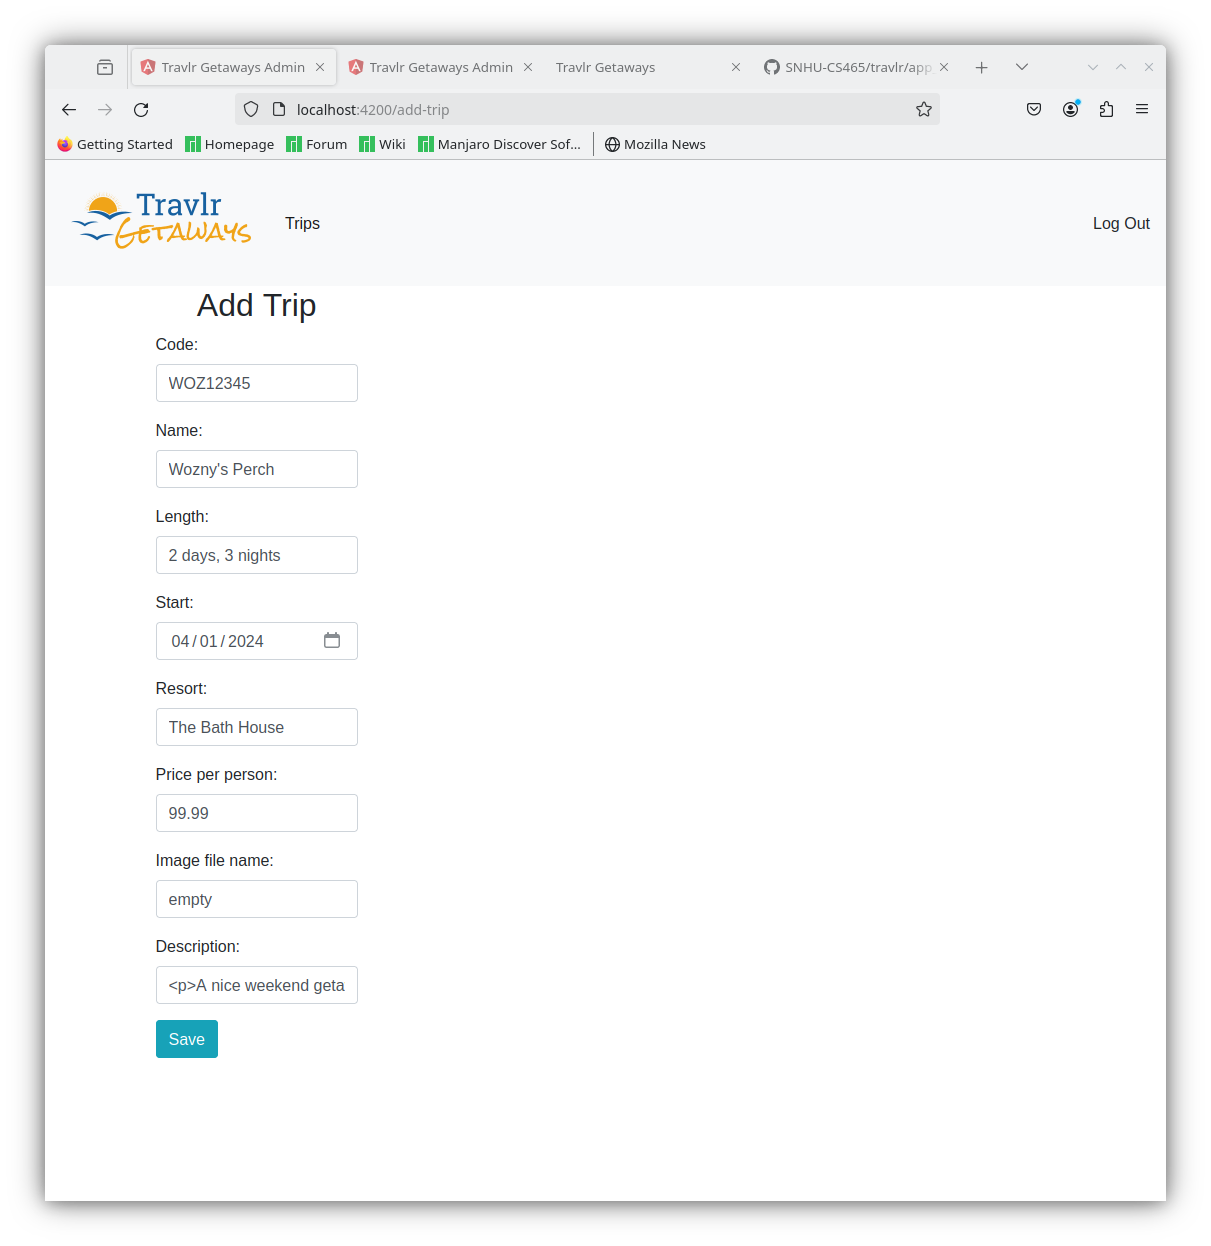 Travlr Getaways Admin Travlr Getaways Admin Travlr Getaways SNHU-CS465/travlr/app
localhost:4200/add-trip
Getting Started Homepage Forum Wiki Manjaro Discover Sof... Mozilla News
Travlr
Getaways
Trips
Log Out
Add Trip
Code:
WOZ12345
Name:
Wozny's Perch
Length:
2 days, 3 nights
Start:
04/01/2024
Resort:
The Bath House
Price per person:
99.99
Image file name:
empty
Description:
<p>A nice weekend geta
Save